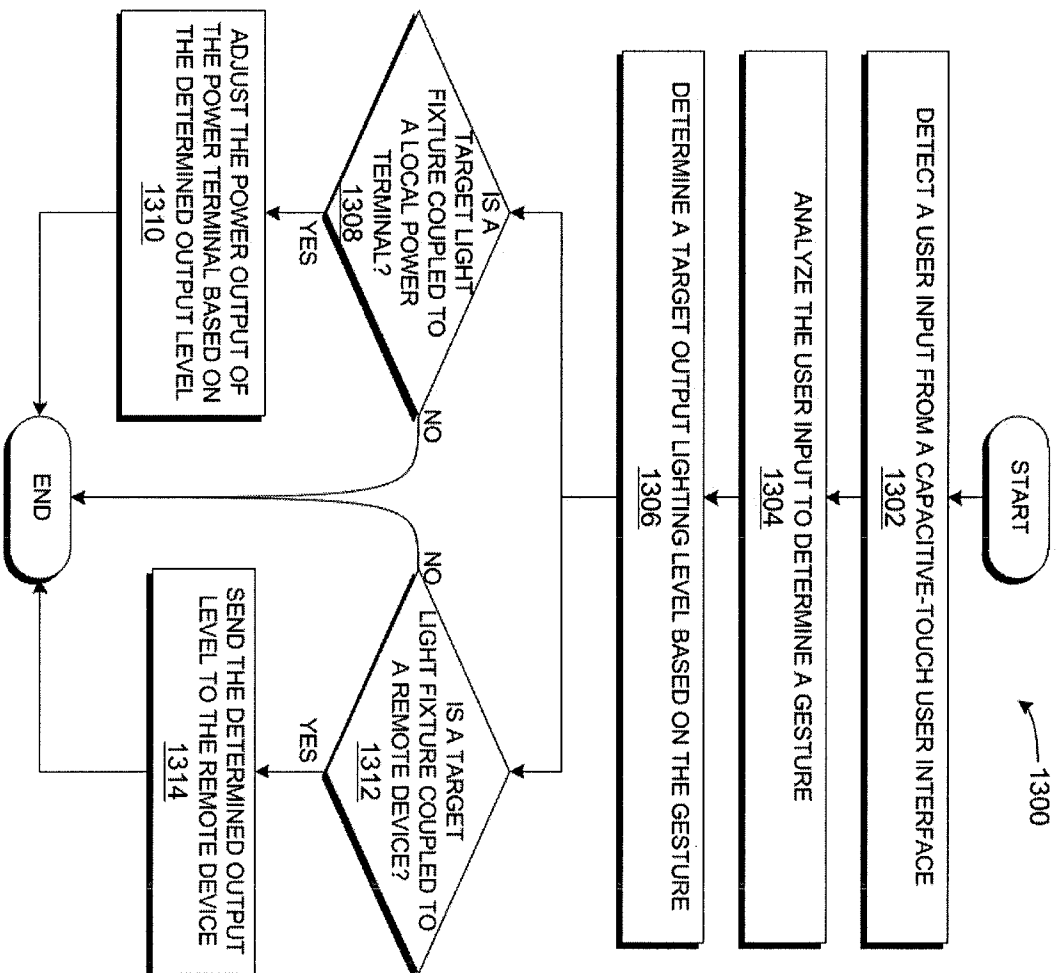 1300
START
DETECT A USER INPUT FROM A CAPACITIVE-TOUCH USER INTERFACE
1302
ANALYZE THE USER INPUT TO DETERMINE A GESTURE
1304
DETERMINE A TARGET OUTPUT LIGHTING LEVEL BASED ON THE GESTURE
1306
IS A
TARGET LIGHT
FIXTURE COUPLED TO
A LOCAL POWER
TERMINAL?
1308
NO
YES
ADJUST THE POWER OUTPUT OF
THE POWER TERMINAL BASED ON
THE DETERMINED OUTPUT LEVEL
1310
IS A TARGET
LIGHT FIXTURE COUPLED TO
A REMOTE DEVICE?
1312
NO
YES
SEND THE DETERMINED OUTPUT
LEVEL TO THE REMOTE DEVICE
1314
END